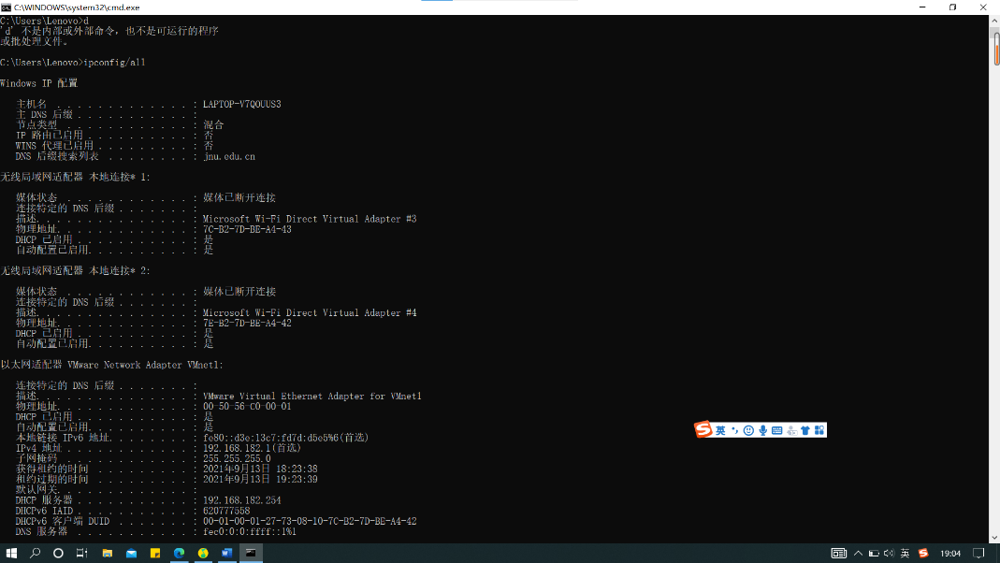 C:\WINDOWS\system32\cmd.exe
C:\Users\Lenovo>d
'd' 不是内部或外部命令，也不是可运行的程序
或批处理文件。
C:\Users\Lenovo>ipconfig/all
Windows IP 配置
主机名 . . . . . . . . . . . . . : LAPTOP-V7QOUUS3
主 DNS 后缀 . . . . . . . . . . . :
节点类型 . . . . . . . . . . . . : 混合
IP 路由已启用 . . . . . . . . . . : 否
WINS 代理已启用 . . . . . . . . . : 否
DNS 后缀搜索列表 . . . . . . . . : jnu.edu.cn
无线局域网适配器 本地连接* 1:
媒体状态 . . . . . . . . . . . . : 媒体已断开连接
连接特定的 DNS 后缀 . . . . . . . :
描述. . . . . . . . . . . . . . . : Microsoft Wi-Fi Direct Virtual Adapter #3
物理地址. . . . . . . . . . . . . : 7C-B2-7D-BE-A4-43
DHCP 已启用 . . . . . . . . . . . : 是
自动配置已启用. . . . . . . . . . : 是
无线局域网适配器 本地连接* 2:
媒体状态 . . . . . . . . . . . . : 媒体已断开连接
连接特定的 DNS 后缀 . . . . . . . :
描述. . . . . . . . . . . . . . . : Microsoft Wi-Fi Direct Virtual Adapter #4
物理地址. . . . . . . . . . . . . : 7E-B2-7D-BE-A4-42
DHCP 已启用 . . . . . . . . . . . : 是
自动配置已启用. . . . . . . . . . : 是
以太网适配器 VMware Network Adapter VMnet1:
连接特定的 DNS 后缀 . . . . . . . :
描述. . . . . . . . . . . . . . . : VMware Virtual Ethernet Adapter for VMnet1
物理地址. . . . . . . . . . . . . : 00-50-56-C0-00-01
DHCP 已启用 . . . . . . . . . . . : 是
自动配置已启用. . . . . . . . . . : 是
本地链接 IPv6 地址. . . . . . . . : fe80::d3e:13c7:fd7d:d5e5%6(首选)
IPv4 地址 . . . . . . . . . . . . : 192.168.182.1(首选)
子网掩码 . . . . . . . . . . . . : 255.255.255.0
获得租约的时间 . . . . . . . . . : 2021年9月13日 18:23:38
租约过期的时间 . . . . . . . . . : 2021年9月13日 19:23:39
默认网关. . . . . . . . . . . . . :
DHCP 服务器 . . . . . . . . . . . : 192.168.182.254
DHCPv6 IAID . . . . . . . . . . . : 620777558
DHCPv6 客户端 DUID . . . . . . . : 00-01-00-01-27-73-08-10-7C-B2-7D-BE-A4-42
DNS 服务器 . . . . . . . . . . . : fec0:0:0:ffff::1%1
英
英 19:04